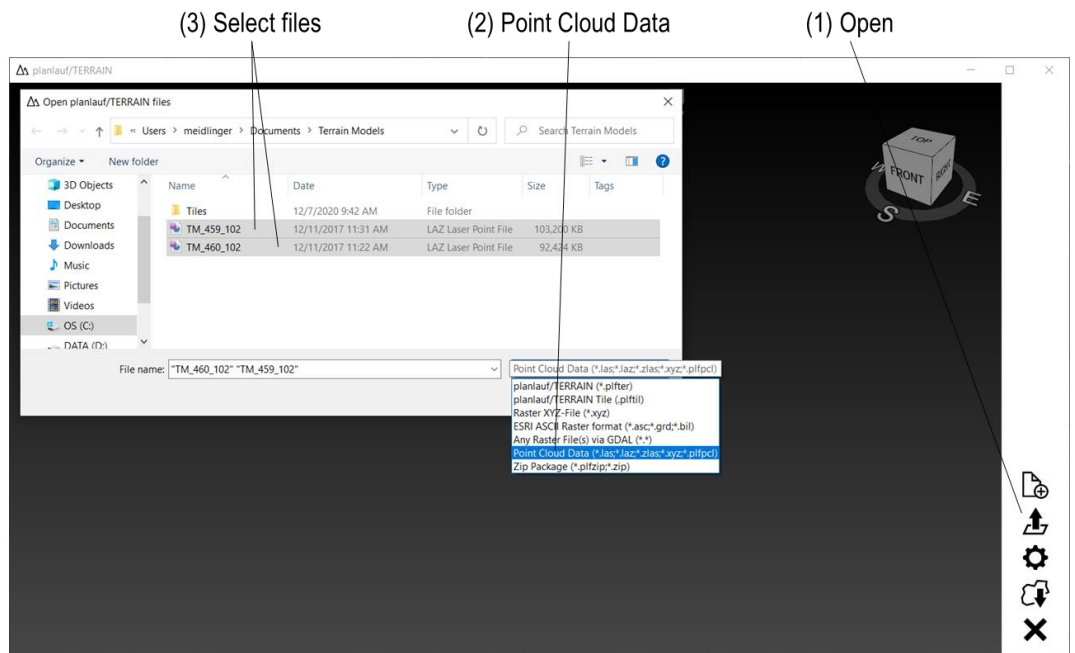 (3) Select files (2) Point Cloud Data (1) Open
planlauf/TERRAIN
Open planlauf/TERRAIN files
« Users > meidlinger > Documents > Terrain Models
Search Terrain Models
Organize New folder
3D Objects
Desktop
Documents
Downloads
Music
Pictures
Videos
OS (C:)
DATA (D:)
Name Date Type Size Tags
Tiles 12/7/2020 9:42 AM File folder
TM_459_102 12/11/2017 11:31 AM LAZ Laser Point File 103,200 KB
TM_460_102 12/11/2017 11:22 AM LAZ Laser Point File 92,424 KB
File name: "TM_460_102" "TM_459_102"
Point Cloud Data (*.las;*.laz;*.zlas;*.xyz;*.plfpcl)
planlauf/TERRAIN (*.plfter)
planlauf/TERRAIN Tile (.plftil)
Raster XYZ-File (*.xyz)
ESRI ASCII Raster format (*.asc;*.grd;*.bil)
Any Raster File(s) via GDAL (*.*)
Point Cloud Data (*.las;*.laz;*.zlas;*.xyz;*.plfpcl)
Zip Package (*.plfzip;*.zip)
TOP
FRONT
RIGHT
W
S
E